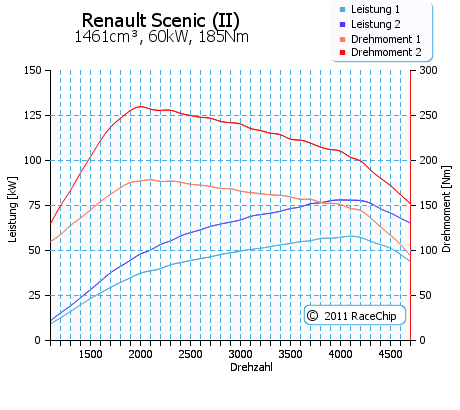 Renault Scenic (II)
1461cm³, 60kW, 185Nm
Leistung 1
Leistung 2
Drehmoment 1
Drehmoment 2
150
125
100
75
50
25
0
Leistung [kW]
300
250
200
150
100
50
0
Drehmoment [Nm]
© 2011 RaceChip
1500 2000 2500 3000 3500 4000 4500
Drehzahl